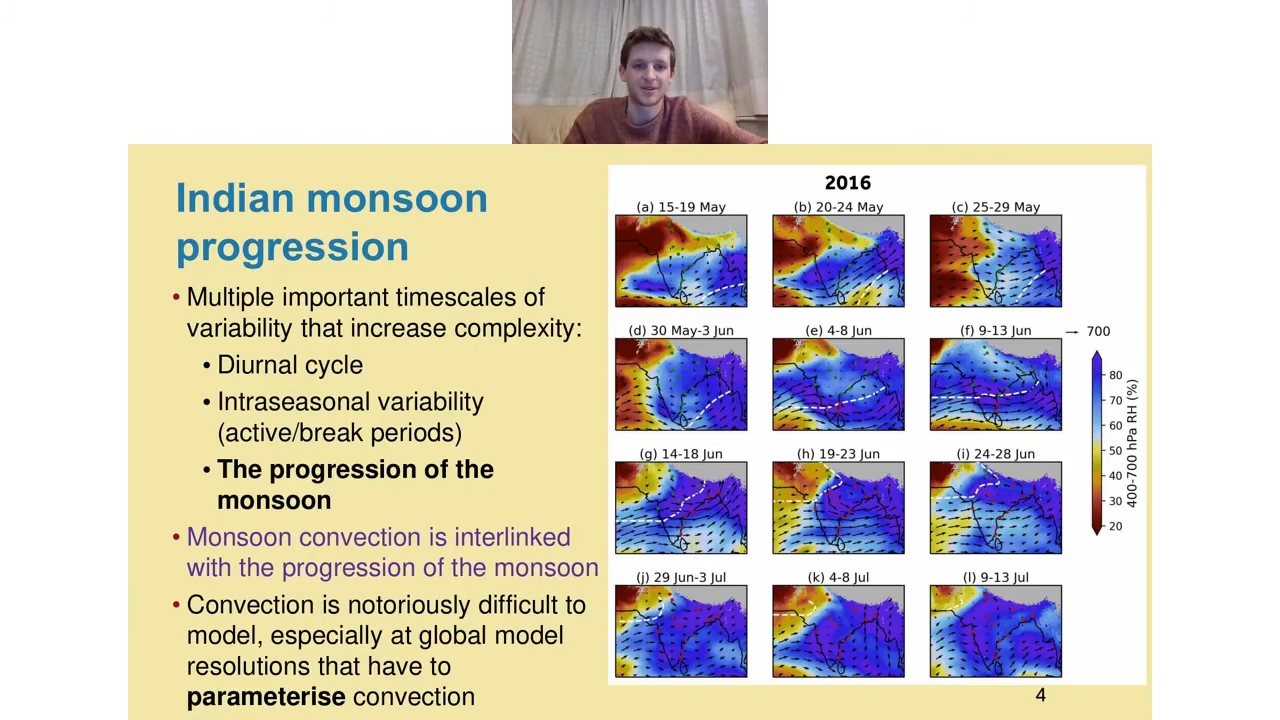 Indian monsoon
progression
• Multiple important timescales of
variability that increase complexity:
• Diurnal cycle
• Intraseasonal variability
(active/break periods)
• The progression of the
monsoon
• Monsoon convection is interlinked
with the progression of the monsoon
• Convection is notoriously difficult to
model, especially at global model
resolutions that have to
parameterise convection
2016
(a) 15-19 May
(b) 20-24 May
(c) 25-29 May
(d) 30 May-3 Jun
(e) 4-8 Jun
(f) 9-13 Jun
700
(g) 14-18 Jun
(h) 19-23 Jun
(i) 24-28 Jun
(j) 29 Jun-3 Jul
(k) 4-8 Jul
(l) 9-13 Jul
80
70
60
50
40
30
20
400-700 hPa RH (%)
4